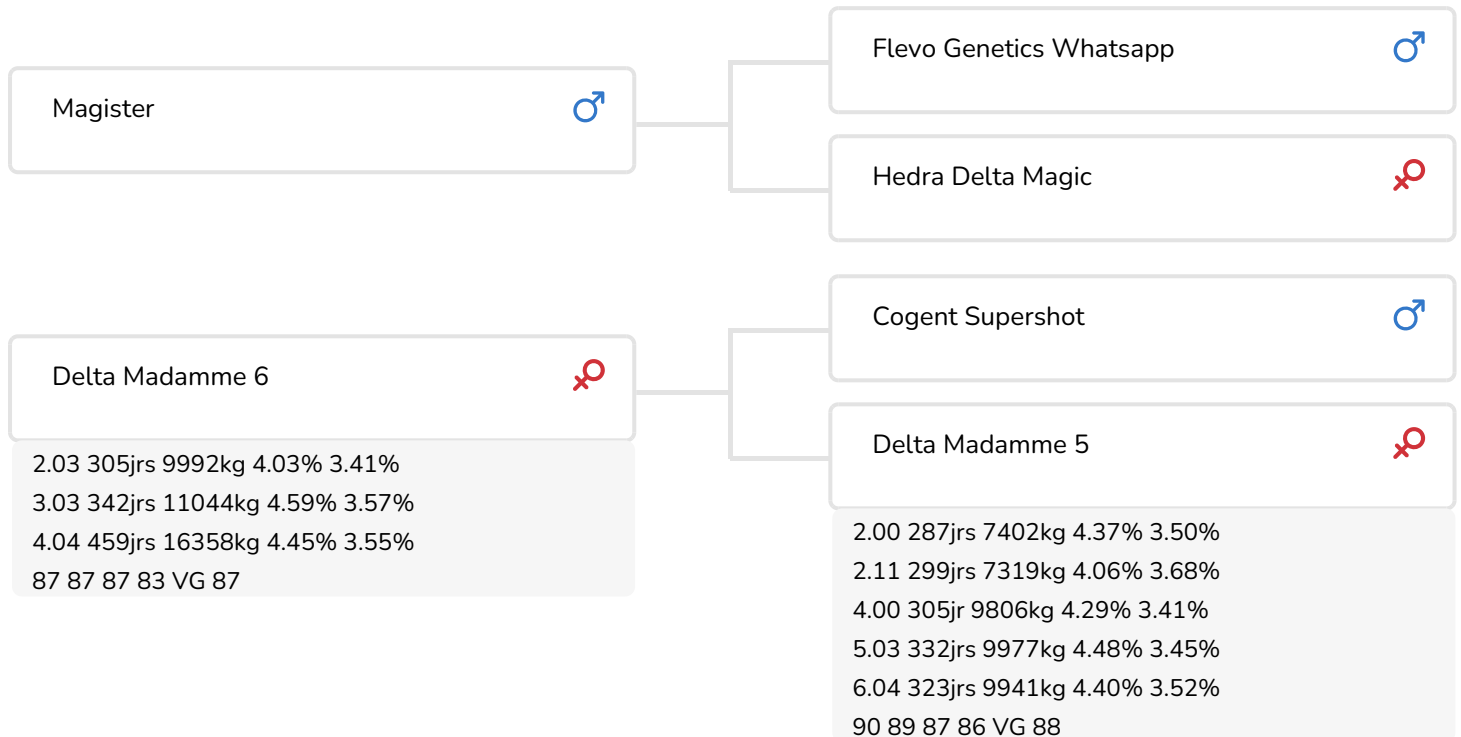 Magister
Flevo Genetics Whatsapp
Hedra Delta Magic
Delta Madamme 6
2.03 305jrs 9992kg 4.03% 3.41%
3.03 342jrs 11044kg 4.59% 3.57%
4.04 459jrs 16358kg 4.45% 3.55%
87 87 87 83 VG 87
Cogent Supershot
Delta Madamme 5
2.00 287jrs 7402kg 4.37% 3.50%
2.11 299jrs 7319kg 4.06% 3.68%
4.00 305jr 9806kg 4.29% 3.41%
5.03 332jrs 9977kg 4.48% 3.45%
6.04 323jrs 9941kg 4.40% 3.52%
90 89 87 86 VG 88